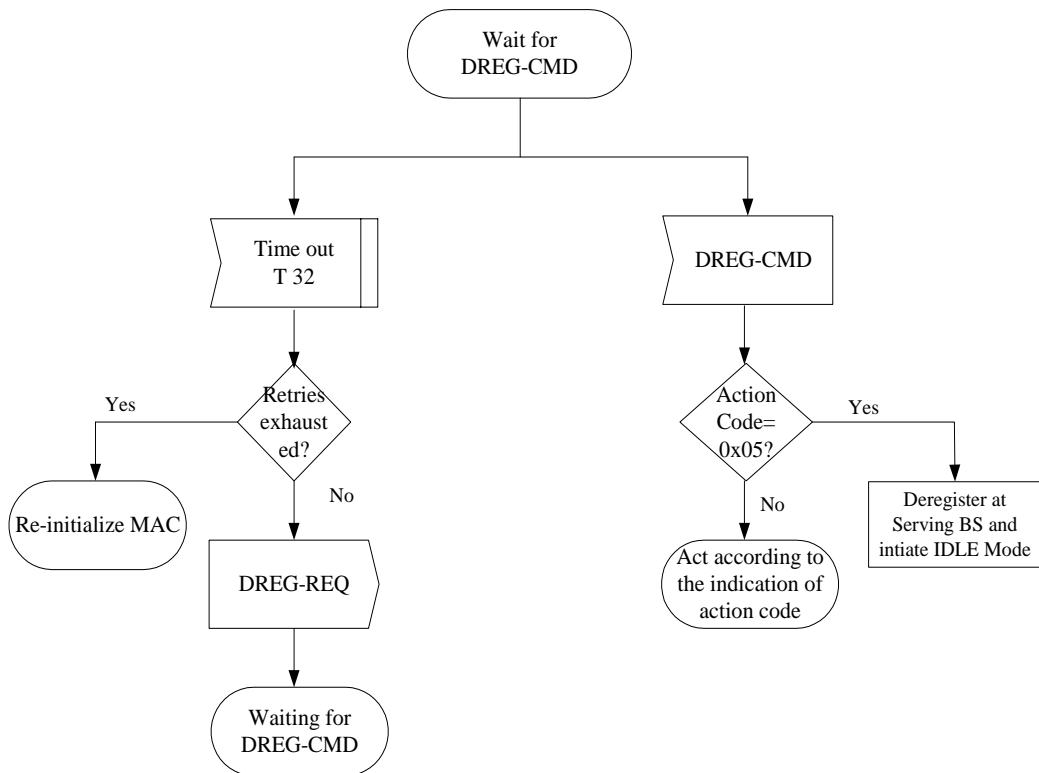 Wait for
DREG-CMD
Time out
T 32
DREG-CMD
Retries
exhaust
ed?
Yes
No
Action
Code=
0x05?
Yes
No
Re-initialize MAC
DREG-REQ
Deregister at
Serving BS and
intiate IDLE Mode
Act according to
the indication of
action code
Waiting for
DREG-CMD